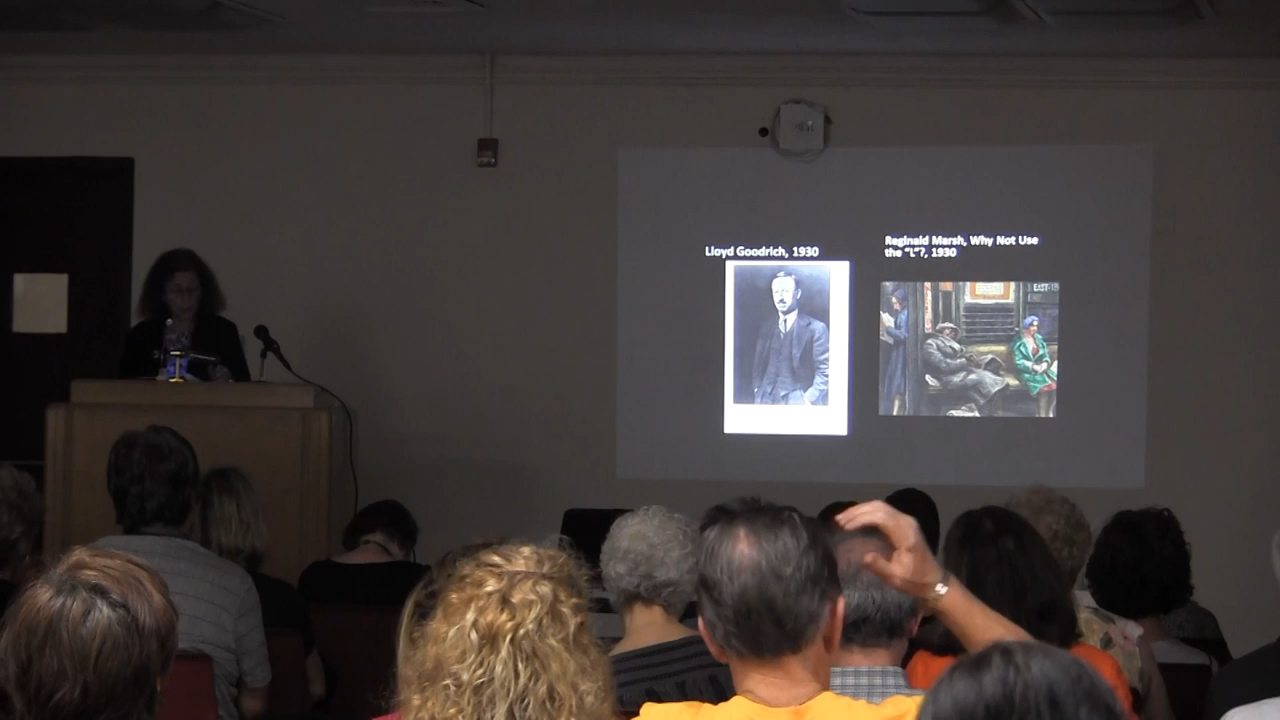 Lloyd Goodrich, 1930
Reginald Marsh, Why Not Use
the "L"?, 1930